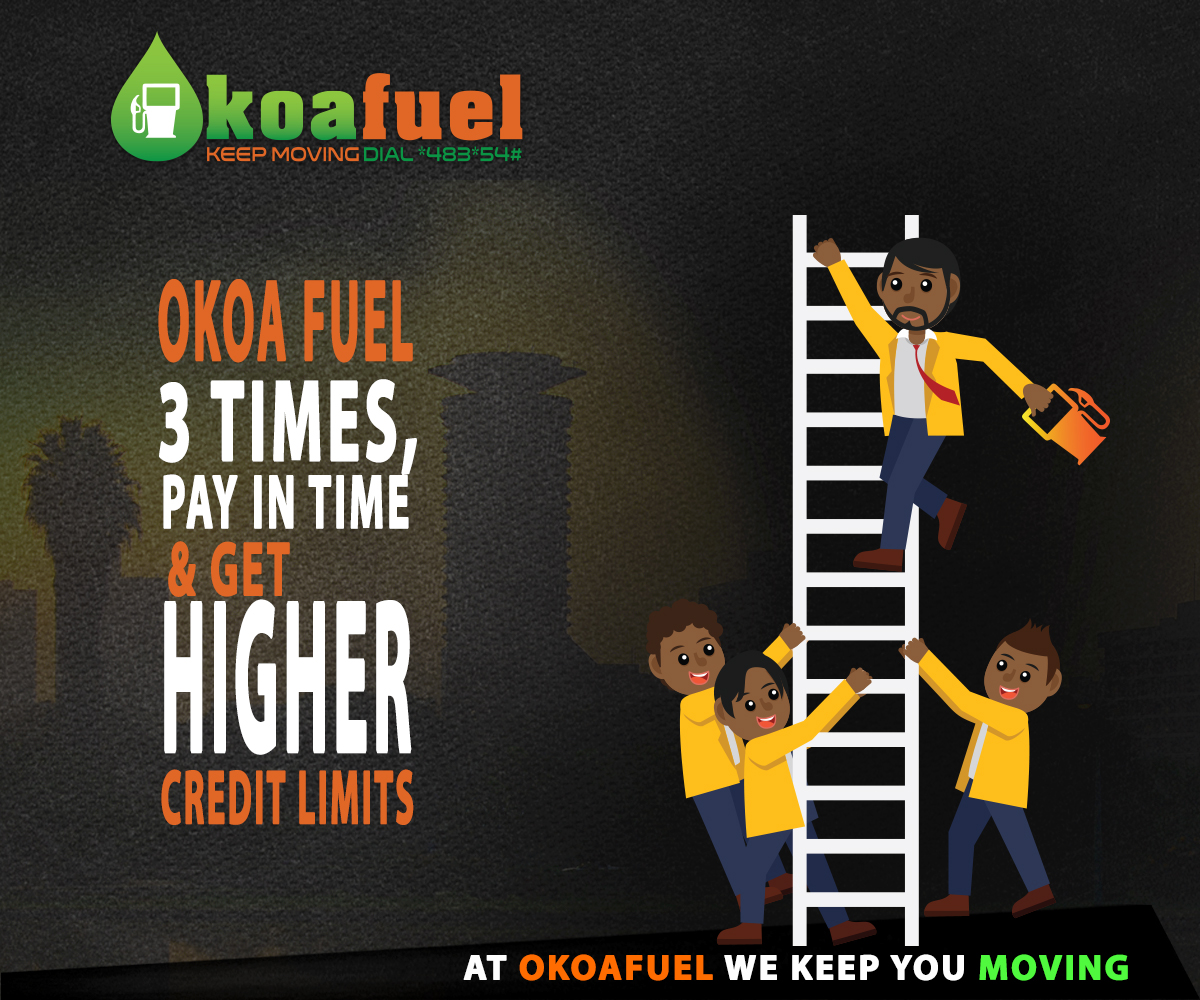 okoafuel
KEEP MOVING DIAL *483*54#
OKOA FUEL
3 TIMES,
PAY IN TIME
& GET
HIGHER
CREDIT LIMITS
AT OKOAFUEL WE KEEP YOU MOVING